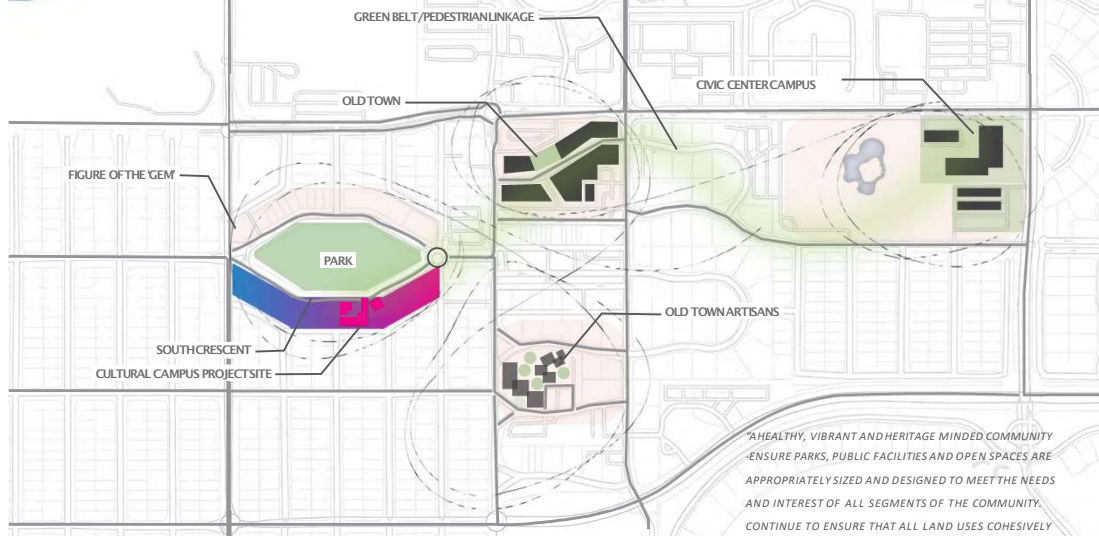 GREEN BELT/PEDESTRIAN LINKAGE
CIVIC CENTER CAMPUS
OLD TOWN
FIGURE OF THE 'GEM'
PARK
OLD TOWN ARTISANS
SOUTH CRESCENT
CULTURAL CAMPUS PROJECT SITE
"A HEALTHY, VIBRANT AND HERITAGE MINDED COMMUNITY
-ENSURE PARKS, PUBLIC FACILITIES AND OPEN SPACES ARE
APPROPRIATELY SIZED AND DESIGNED TO MEET THE NEEDS
AND INTEREST OF ALL SEGMENTS OF THE COMMUNITY.
CONTINUE TO ENSURE THAT ALL LAND USES COHESIVELY